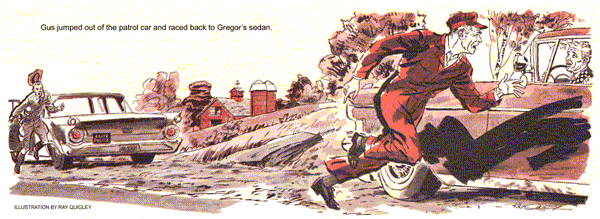 Gus jumped out of the patrol car and raced back to Gregor's sedan.
ILLUSTRATION BY RAY QUIGLEY